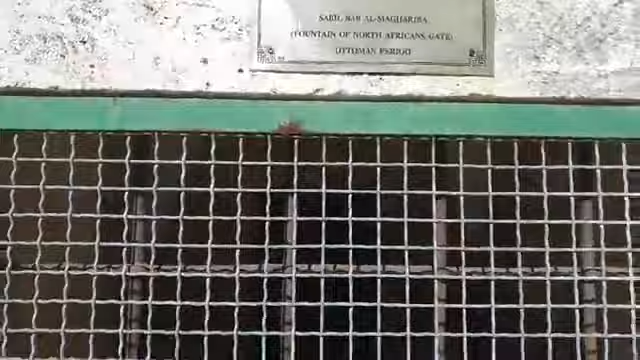 SABIL BAB AL-MAGHARIBA
(FOUNTAIN OF NORTH AFRICANS GATE)
OTTOMAN PERIOD